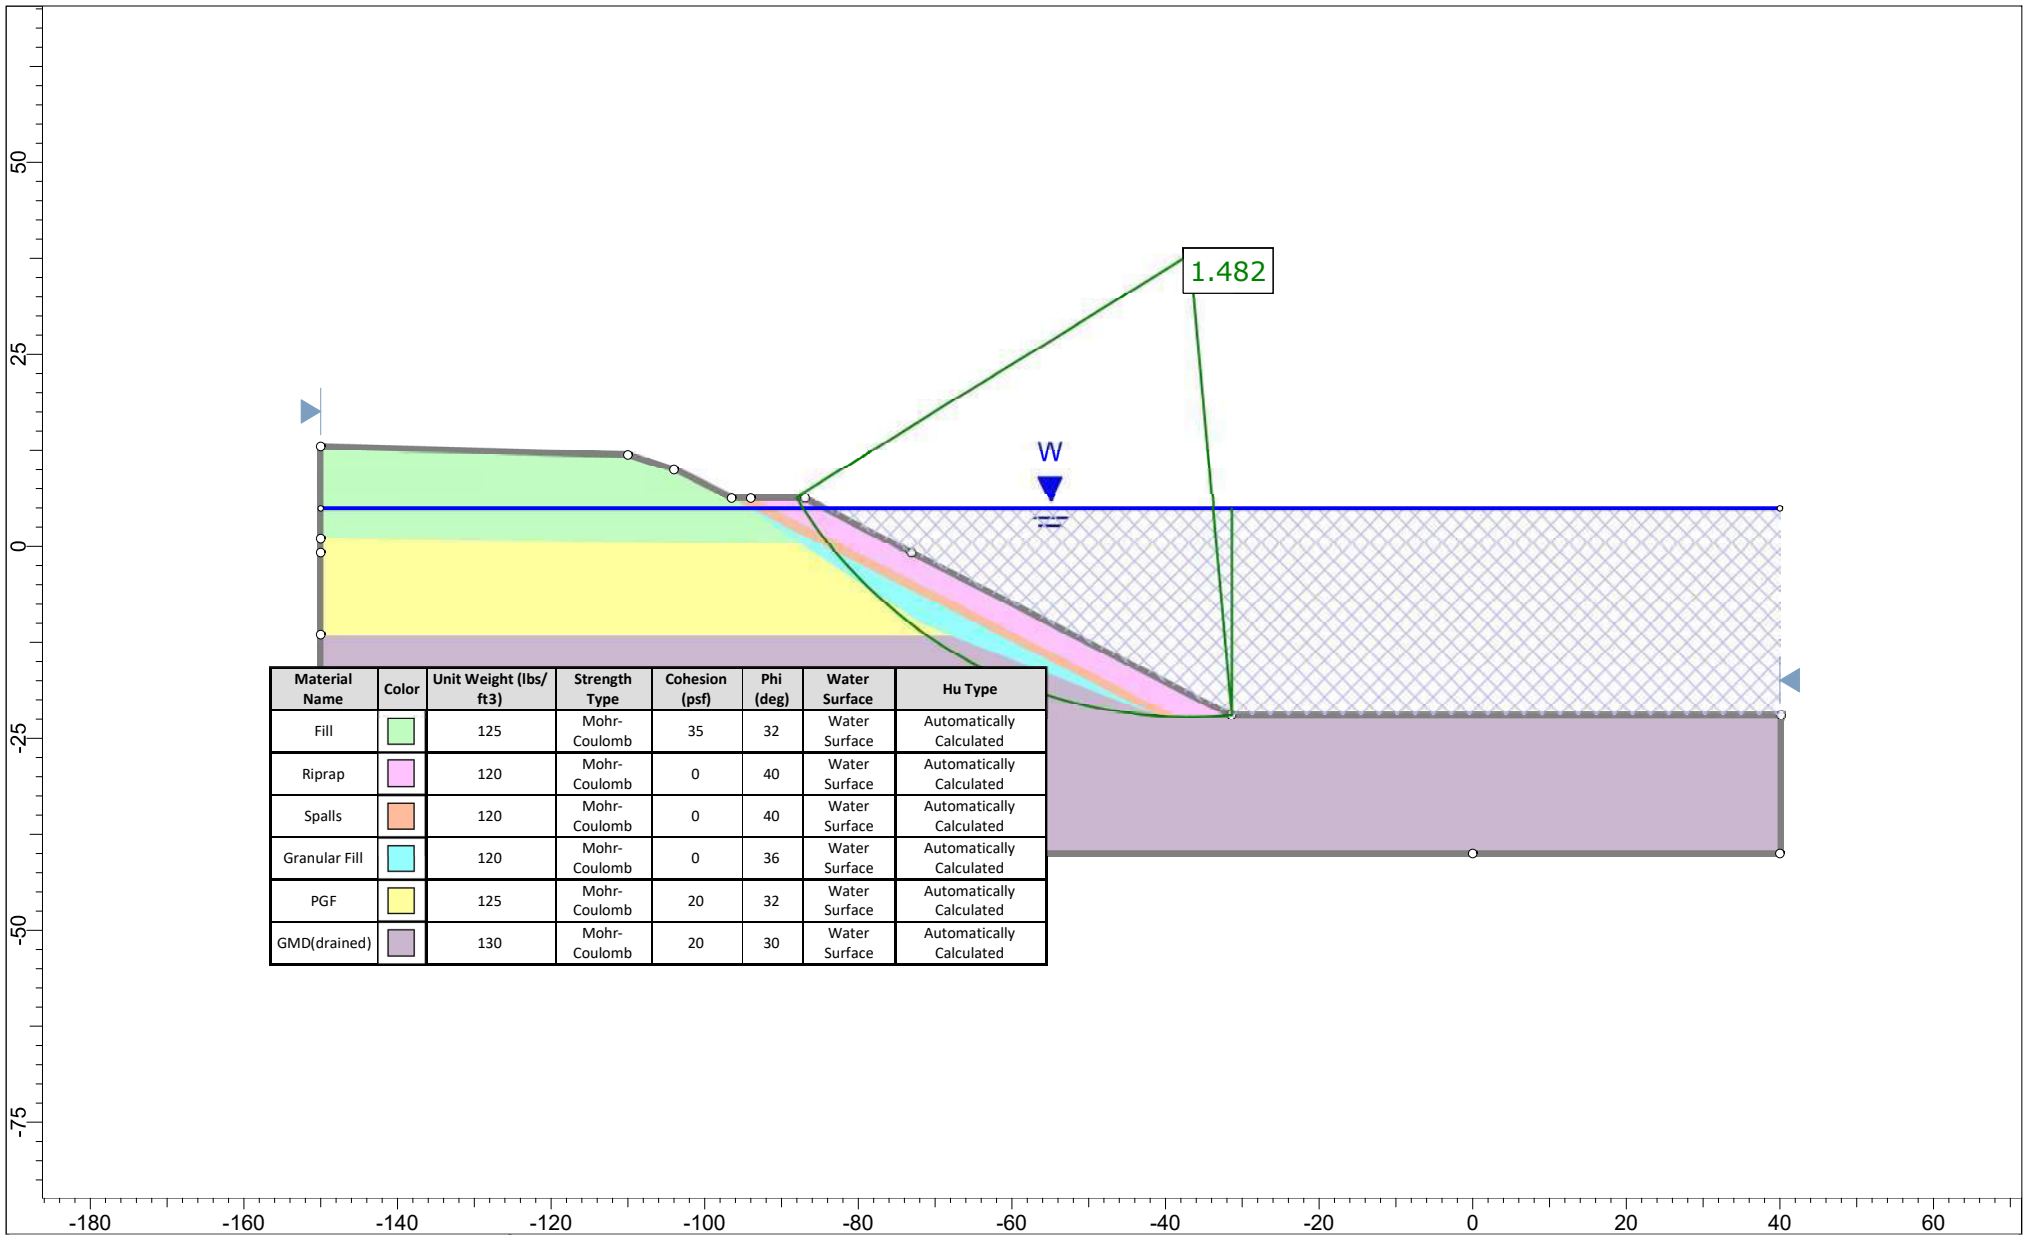 50
25
0
-25
-50
-75
1.482
W
Material Name Color Unit Weight (lbs/ft3) Strength Type Cohesion (psf) Phi (deg) Water Surface Hu Type
Fill 125 Mohr-Coulomb 35 32 Water Surface Automatically Calculated
Riprap 120 Mohr-Coulomb 0 40 Water Surface Automatically Calculated
Spalls 120 Mohr-Coulomb 0 40 Water Surface Automatically Calculated
Granular Fill 120 Mohr-Coulomb 0 36 Water Surface Automatically Calculated
PGF 125 Mohr-Coulomb 20 32 Water Surface Automatically Calculated
GMD(drained) 130 Mohr-Coulomb 20 30 Water Surface Automatically Calculated
-180 -160 -140 -120 -100 -80 -60 -40 -20 0 20 40 60